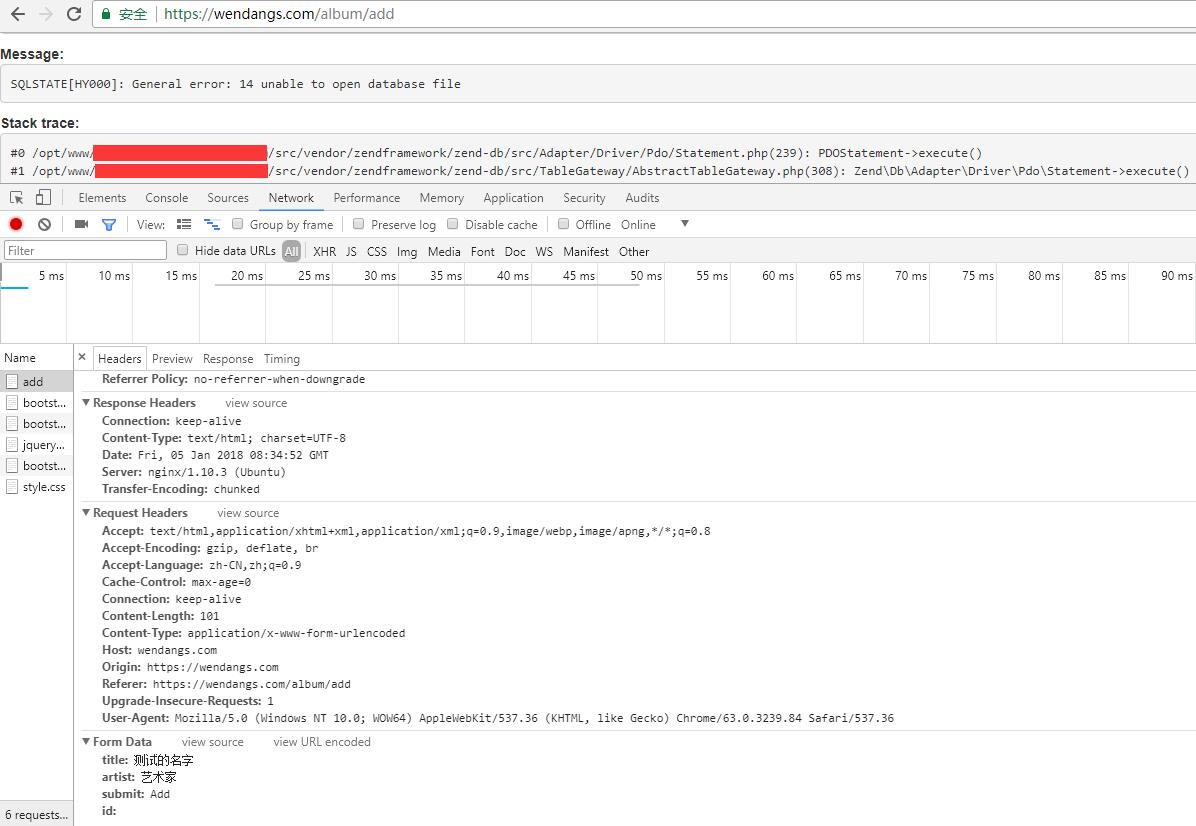 安全 https://wendangs.com/album/add
Message:
SQLSTATE[HY000]: General error: 14 unable to open database file
Stack trace:
#0 /opt/www/ /src/vendor/zendframework/zend-db/src/Adapter/Driver/Pdo/Statement.php(239): PDOStatement->execute()
#1 /opt/www/ /src/vendor/zendframework/zend-db/src/TableGateway/AbstractTableGateway.php(308): Zend\Db\Adapter\Driver\Pdo\Statement->execute()
Elements Console Sources Network Performance Memory Application Security Audits
View: Group by frame Preserve log Disable cache Offline Online
Filter Hide data URLs All XHR JS CSS Img Media Font Doc WS Manifest Other
5 ms 10 ms 15 ms 20 ms 25 ms 30 ms 35 ms 40 ms 45 ms 50 ms 55 ms 60 ms 65 ms 70 ms 75 ms 80 ms 85 ms 90 ms
Name
add
bootst...
bootst...
jquery...
bootst...
style.css
6 requests...
× Headers Preview Response Timing
Referrer Policy: no-referrer-when-downgrade
Response Headers view source
Connection: keep-alive
Content-Type: text/html; charset=UTF-8
Date: Fri, 05 Jan 2018 08:34:52 GMT
Server: nginx/1.10.3 (Ubuntu)
Transfer-Encoding: chunked
Request Headers view source
Accept: text/html,application/xhtml+xml,application/xml;q=0.9,image/webp,image/apng,*/*;q=0.8
Accept-Encoding: gzip, deflate, br
Accept-Language: zh-CN,zh;q=0.9
Cache-Control: max-age=0
Connection: keep-alive
Content-Length: 101
Content-Type: application/x-www-form-urlencoded
Host: wendangs.com
Origin: https://wendangs.com
Referer: https://wendangs.com/album/add
Upgrade-Insecure-Requests: 1
User-Agent: Mozilla/5.0 (Windows NT 10.0; WOW64) AppleWebKit/537.36 (KHTML, like Gecko) Chrome/63.0.3239.84 Safari/537.36
Form Data view source view URL encoded
title: 测试的名字
artist: 艺术家
submit: Add
id: